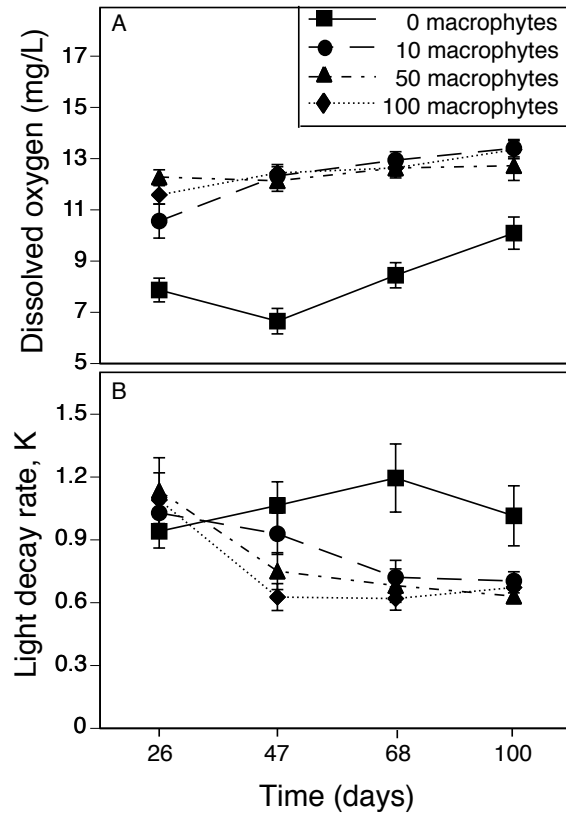 A
0 macrophytes
10 macrophytes
50 macrophytes
100 macrophytes
Dissolved oxygen (mg/L)
17
15
13
11
9
7
5
B
Light decay rate, K
1.5
1.2
0.9
0.6
0.3
0
26 47 68 100
Time (days)